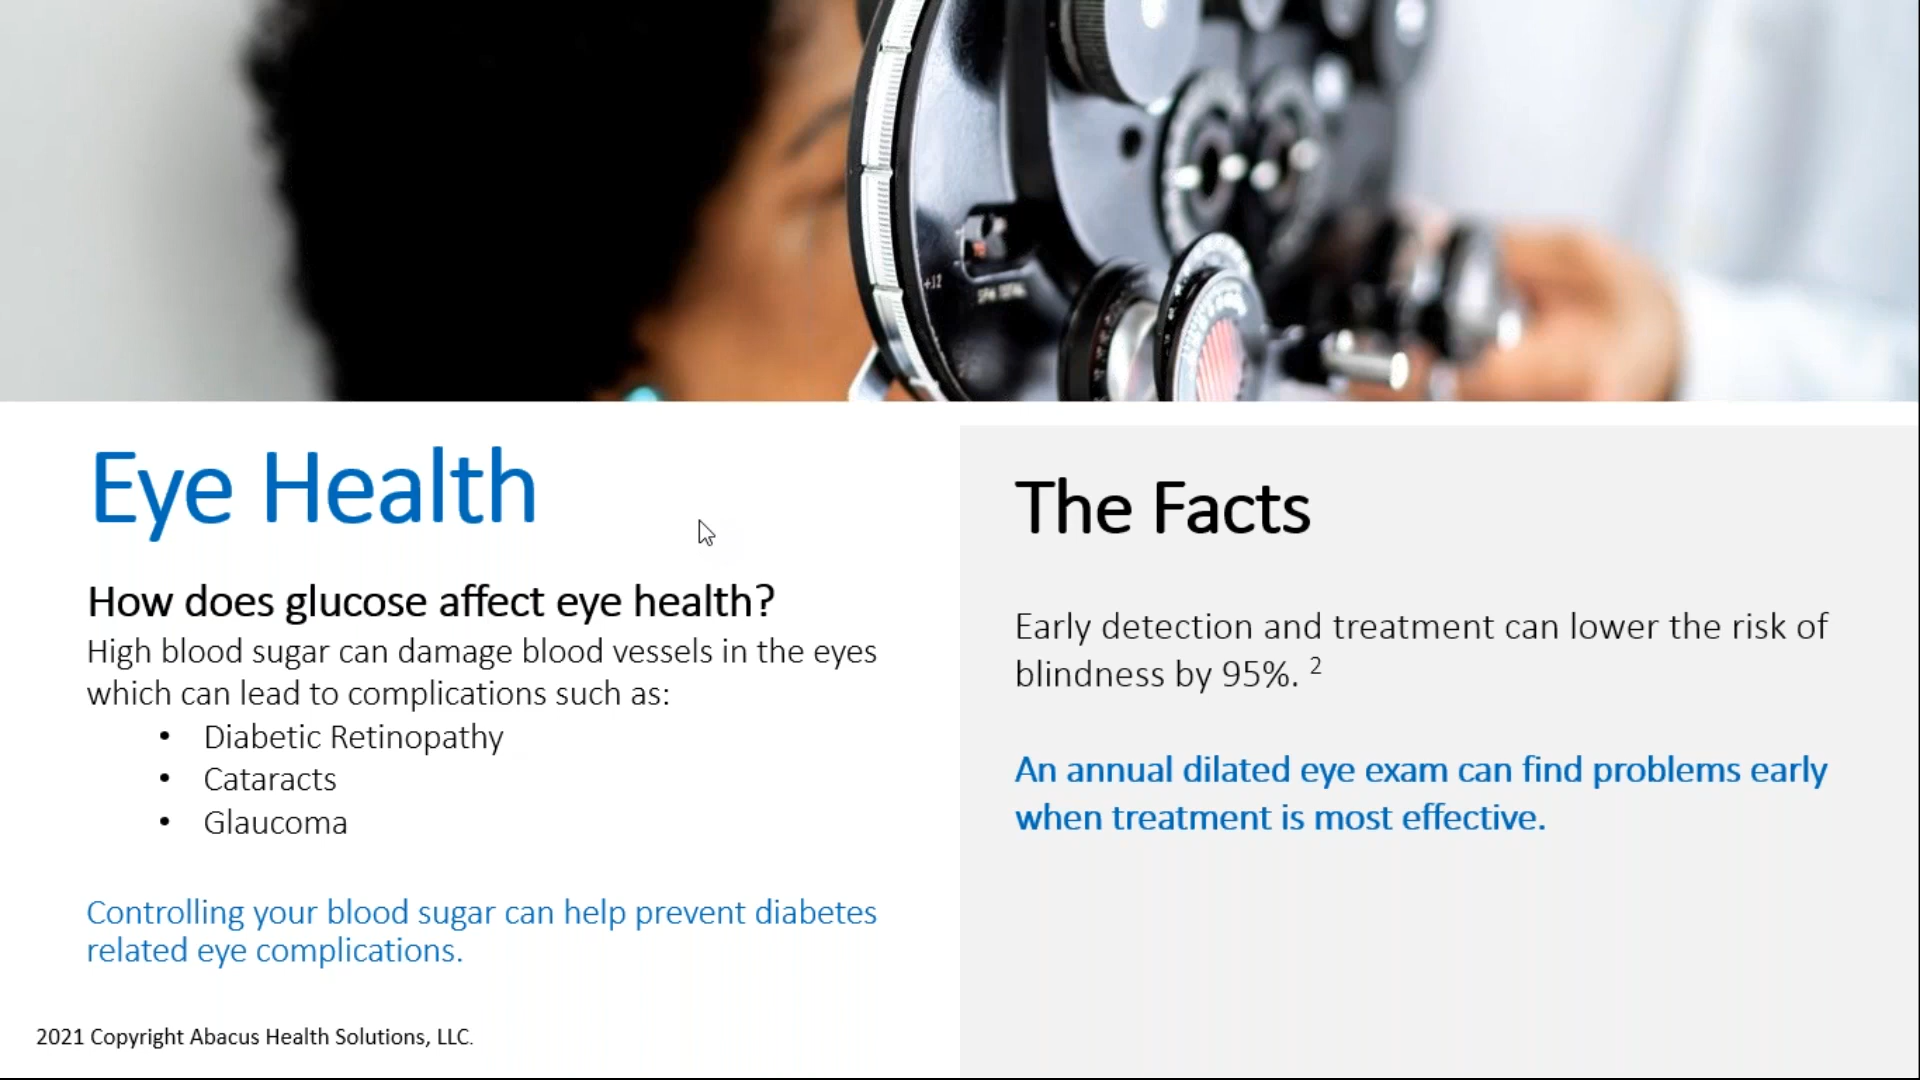 +12
Eye Health
How does glucose affect eye health?
High blood sugar can damage blood vessels in the eyes
which can lead to complications such as:
• Diabetic Retinopathy
• Cataracts
• Glaucoma
Controlling your blood sugar can help prevent diabetes
related eye complications.
2021 Copyright Abacus Health Solutions, LLC.
The Facts
Early detection and treatment can lower the risk of
blindness by 95%. ²
An annual dilated eye exam can find problems early
when treatment is most effective.